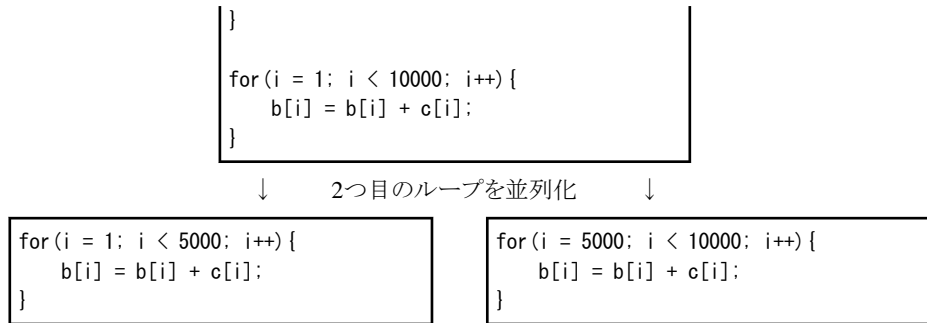 }
for(i = 1; i < 10000; i++){
    b[i] = b[i] + c[i];
}
↓ 2つ目のループを並列化 ↓
for(i = 1; i < 5000; i++){
    b[i] = b[i] + c[i];
}
for(i = 5000; i < 10000; i++){
    b[i] = b[i] + c[i];
}